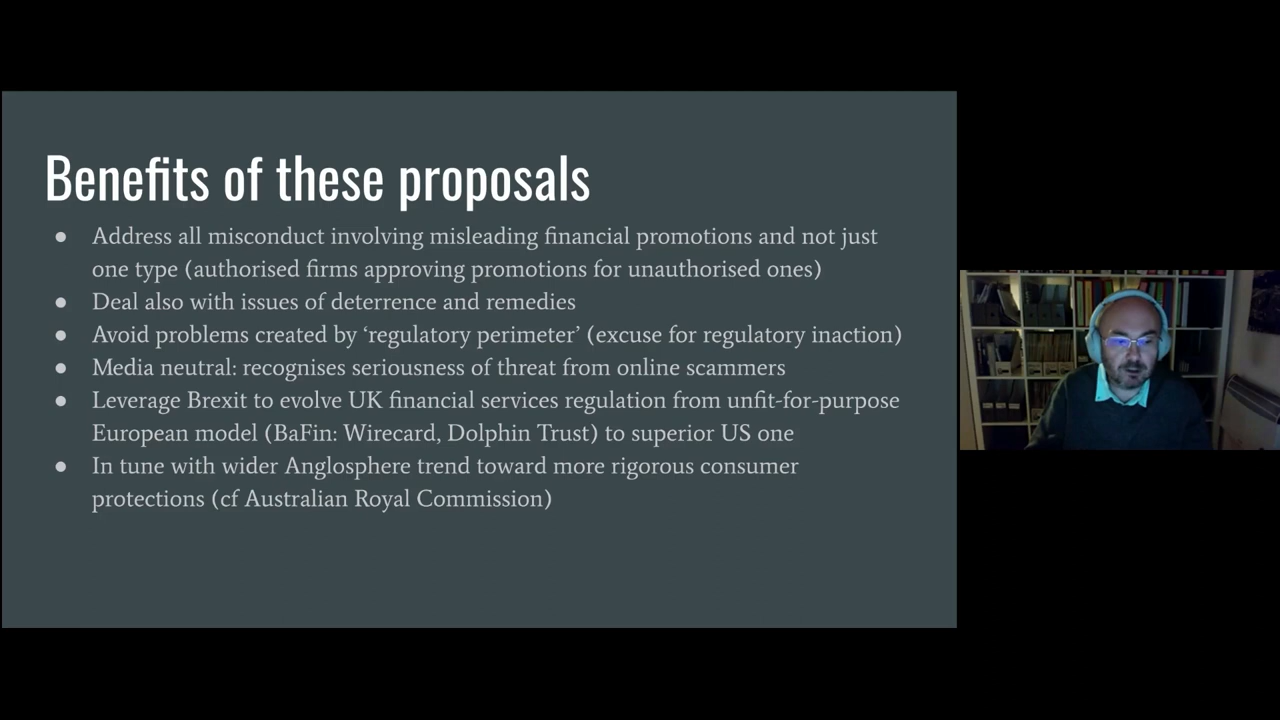 Benefits of these proposals
● Address all misconduct involving misleading financial promotions and not just
one type (authorised firms approving promotions for unauthorised ones)
● Deal also with issues of deterrence and remedies
● Avoid problems created by ‘regulatory perimeter’ (excuse for regulatory inaction)
● Media neutral: recognises seriousness of threat from online scammers
● Leverage Brexit to evolve UK financial services regulation from unfit-for-purpose
European model (BaFin: Wirecard, Dolphin Trust) to superior US one
● In tune with wider Anglosphere trend toward more rigorous consumer
protections (cf Australian Royal Commission)